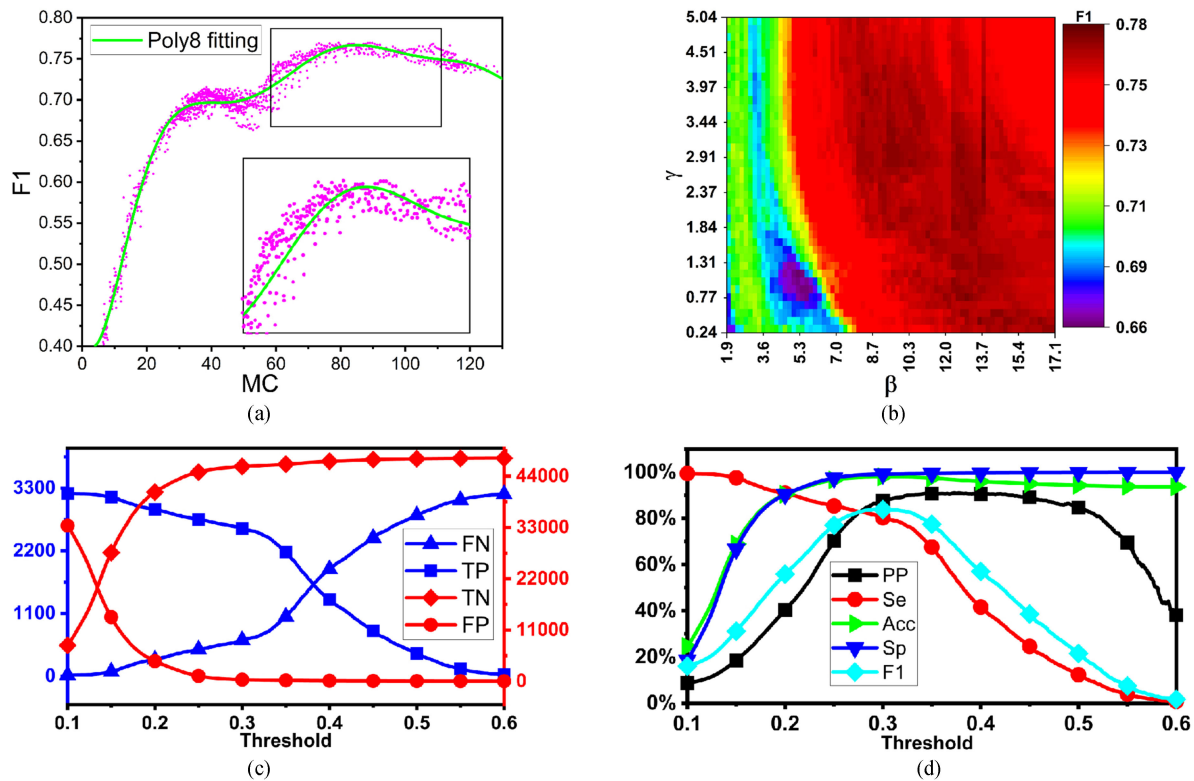 Poly8 fitting
F1
0.80
0.75
0.70
0.65
0.60
0.55
0.50
0.45
0.40
0 20 40 60 80 100 120
MC
(a)
γ
5.04
4.51
3.97
3.44
2.91
2.37
1.84
1.31
0.77
0.24
1.9 3.6 5.3 7.0 8.7 10.3 12.0 13.7 15.4 17.1
β
F1
0.78
0.75
0.73
0.71
0.69
0.66
(b)
3300
2200
1100
0
44000
33000
22000
11000
0
FN
TP
TN
FP
0.1 0.2 0.3 0.4 0.5 0.6
Threshold
(c)
100%
80%
60%
40%
20%
0%
PP
Se
Acc
Sp
F1
0.1 0.2 0.3 0.4 0.5 0.6
Threshold
(d)